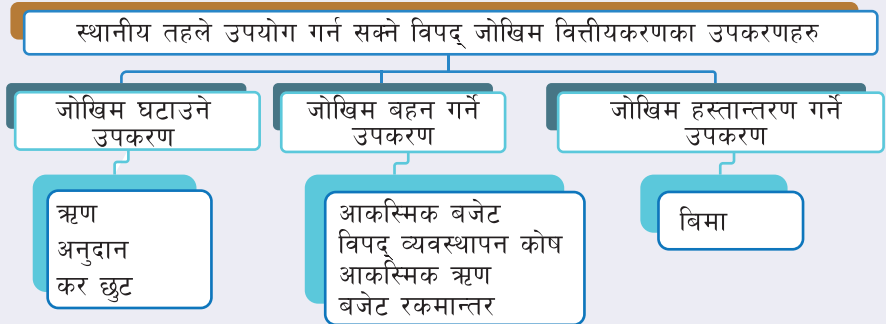 स्थानीय तहले उपयोग गर्न सक्ने विपद् जोखिम वित्तीयकरणका उपकरणहरु
जोखिम घटाउने
उपकरण
जोखिम बहन गर्ने
उपकरण
जोखिम हस्तान्तरण गर्ने
उपकरण
ऋण
अनुदान
कर छुट
आकस्मिक बजेट
विपद् व्यवस्थापन कोष
आकस्मिक ऋण
बजेट रकमान्तर
बिमा